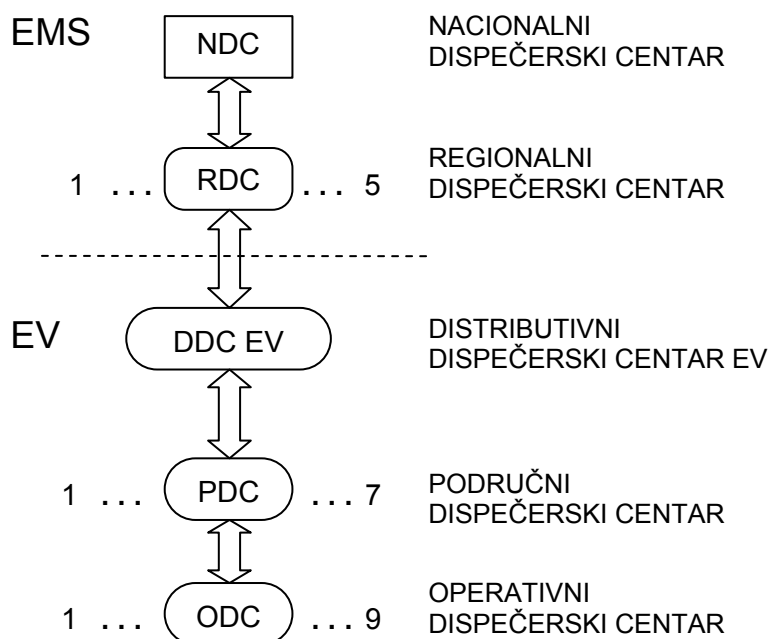 EMS
NDC
NACIONALNI
DISPEČERSKI CENTAR
1 ... RDC ... 5
REGIONALNI
DISPEČERSKI CENTAR
EV
DDC EV
DISTRIBUTIVNI
DISPEČERSKI CENTAR EV
1 ... PDC ... 7
PODRUČNI
DISPEČERSKI CENTAR
1 ... ODC ... 9
OPERATIVNI
DISPEČERSKI CENTAR